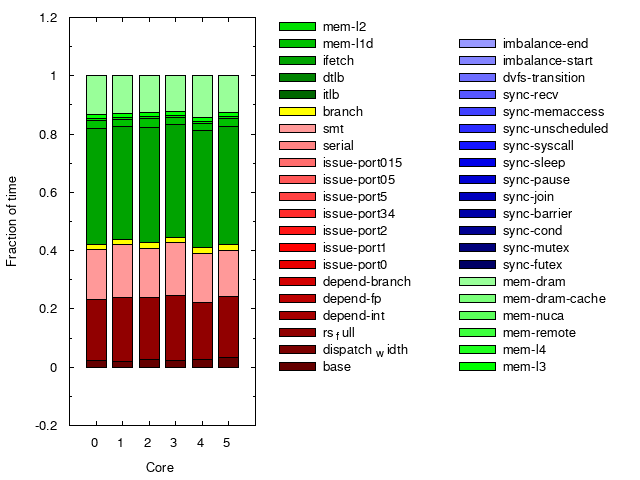 1.2
1
0.8
0.6
0.4
0.2
0
-0.2
Fraction of time
0 1 2 3 4 5
Core
mem-l2
mem-l1d
ifetch
dtlb
itlb
branch
smt
serial
issue-port015
issue-port05
issue-port5
issue-port34
issue-port2
issue-port1
issue-port0
depend-branch
depend-fp
depend-int
rs_full
dispatch_width
base
imbalance-end
imbalance-start
dvfs-transition
sync-recv
sync-memaccess
sync-unscheduled
sync-syscall
sync-sleep
sync-pause
sync-join
sync-barrier
sync-cond
sync-mutex
sync-futex
mem-dram
mem-dram-cache
mem-nuca
mem-remote
mem-l4
mem-l3